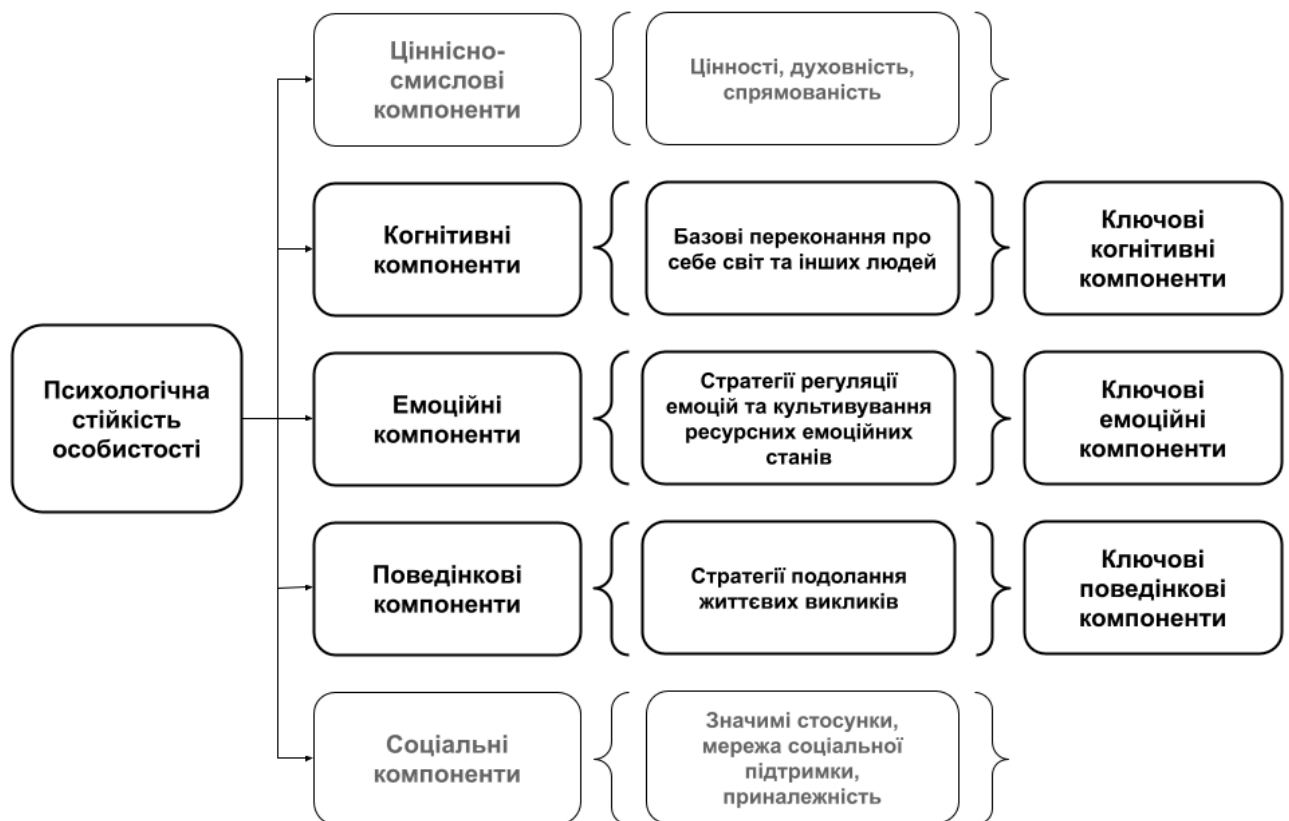 Ціннісно-
смислові
компоненти
Цінності, духовність,
спрямованість
Когнітивні
компоненти
Базові переконання про
себе світ та інших людей
Ключові
когнітивні
компоненти
Психологічна
стійкість
особистості
Емоційні
компоненти
Стратегії регуляції
емоцій та культивування
ресурсних емоційних
станів
Ключові
емоційні
компоненти
Поведінкові
компоненти
Стратегії подолання
життєвих викликів
Ключові
поведінкові
компоненти
Соціальні
компоненти
Значимі стосунки,
мережа соціальної
підтримки,
приналежність